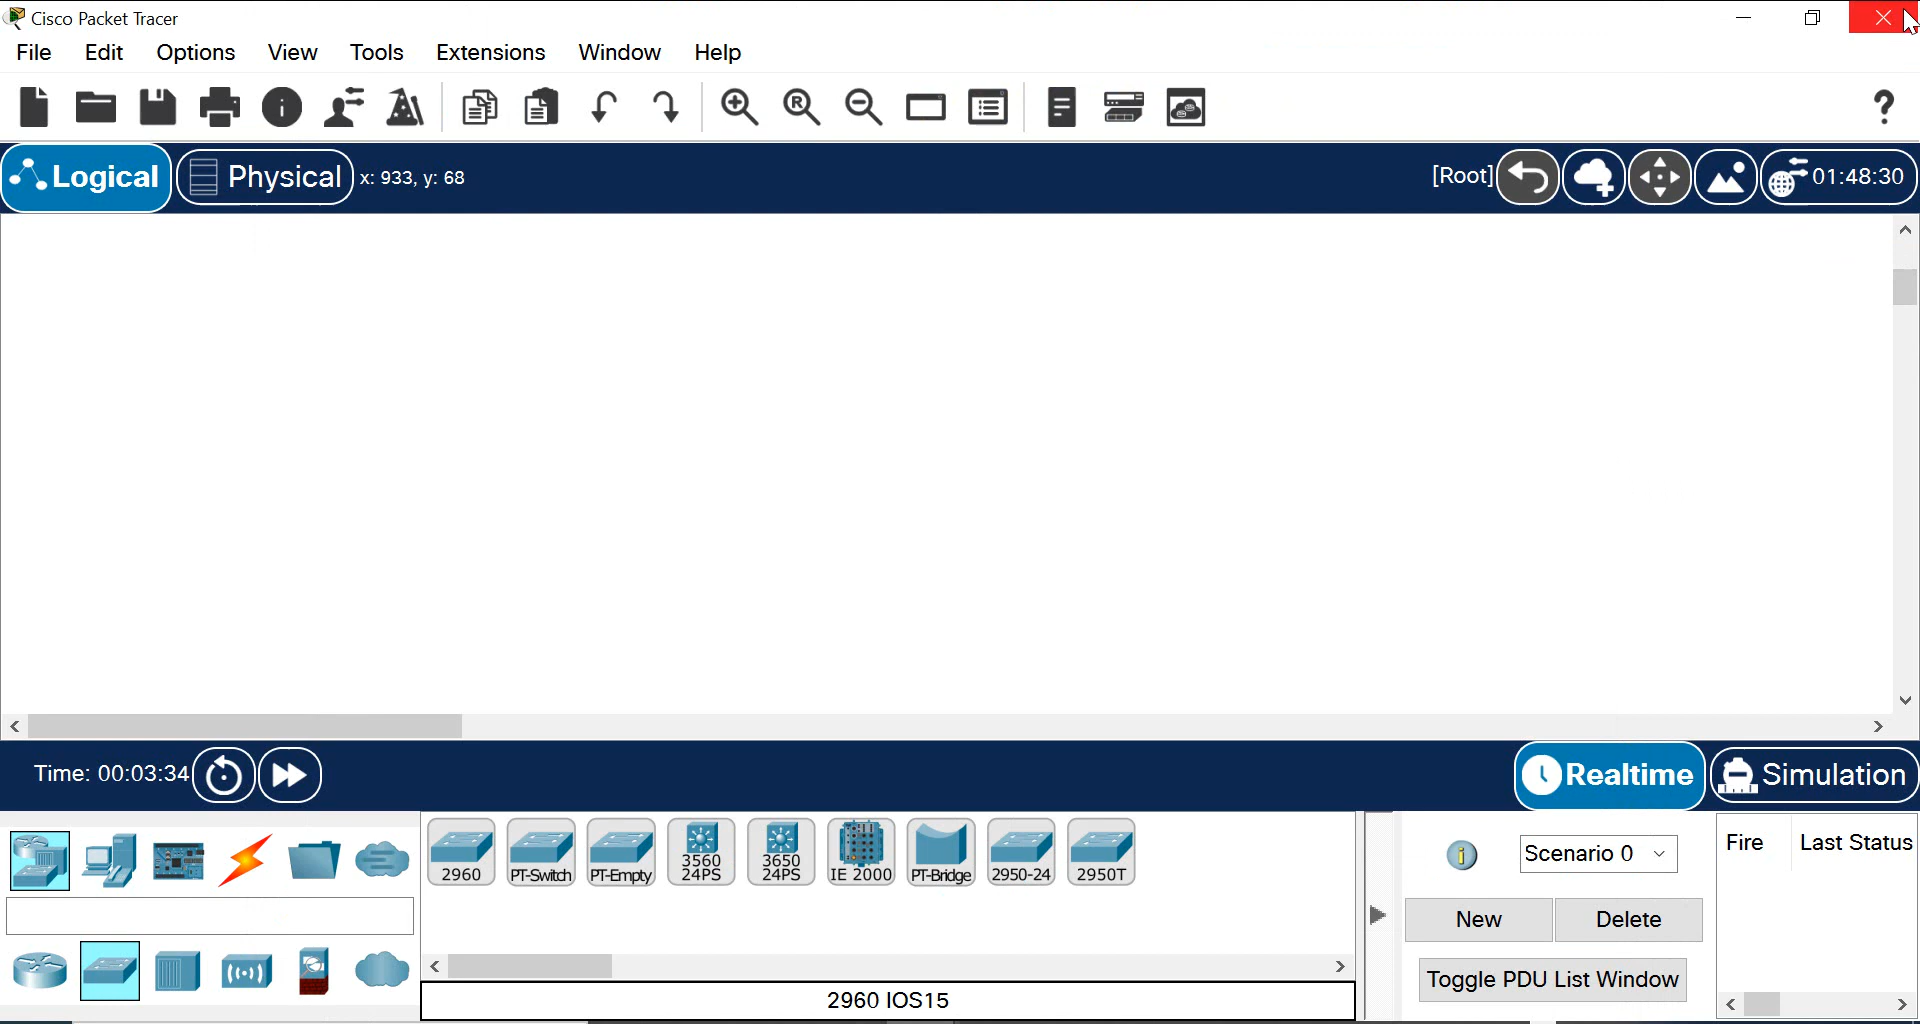 Cisco Packet Tracer
File Edit Options View Tools Extensions Window Help
R
Logical Physical x: 933, y: 68 [Root] 01:48:30
Time: 00:03:34 Realtime Simulation
2960 PT-Switch PT-Empty 3560 24PS 3650 24PS IE 2000 PT-Bridge 2950-24 2950T
Scenario 0
Fire Last Status
New Delete
Toggle PDU List Window
2960 IOS15